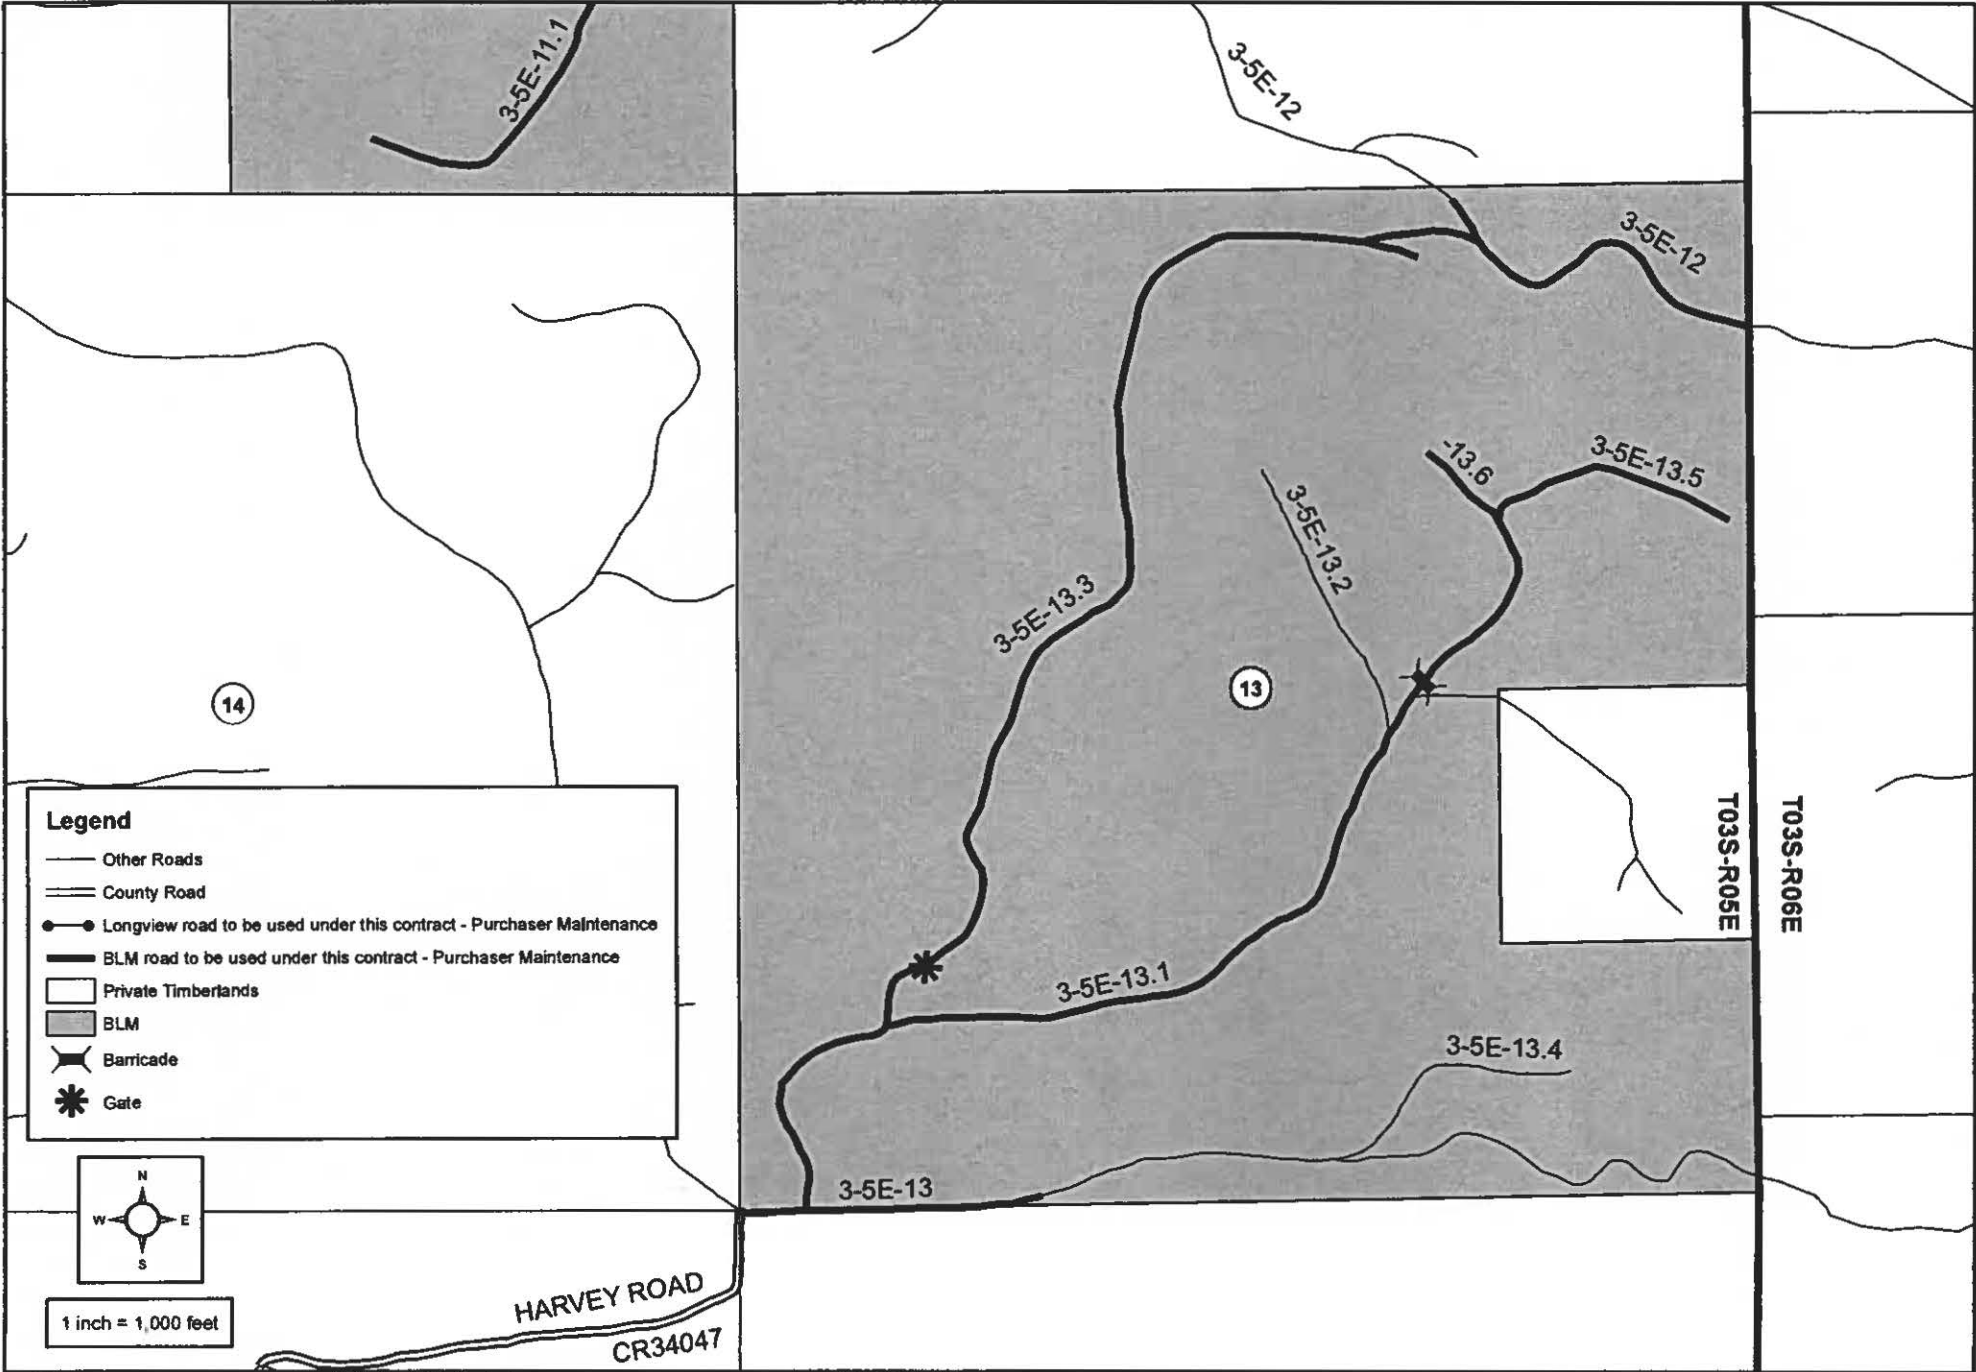 3-5E-11.1
3-5E-12
3-5E-12
-13.6
3-5E-13.5
3-5E-13.2
3-5E-13.3
14
13
T03S-R05E
T03S-R06E
Legend
Other Roads
County Road
Longview road to be used under this contract - Purchaser Maintenance
BLM road to be used under this contract - Purchaser Maintenance
Private Timberlands
BLM
Barricade
Gate
3-5E-13.1
3-5E-13.4
3-5E-13
N
W E
S
1 inch = 1,000 feet
HARVEY ROAD
CR34047